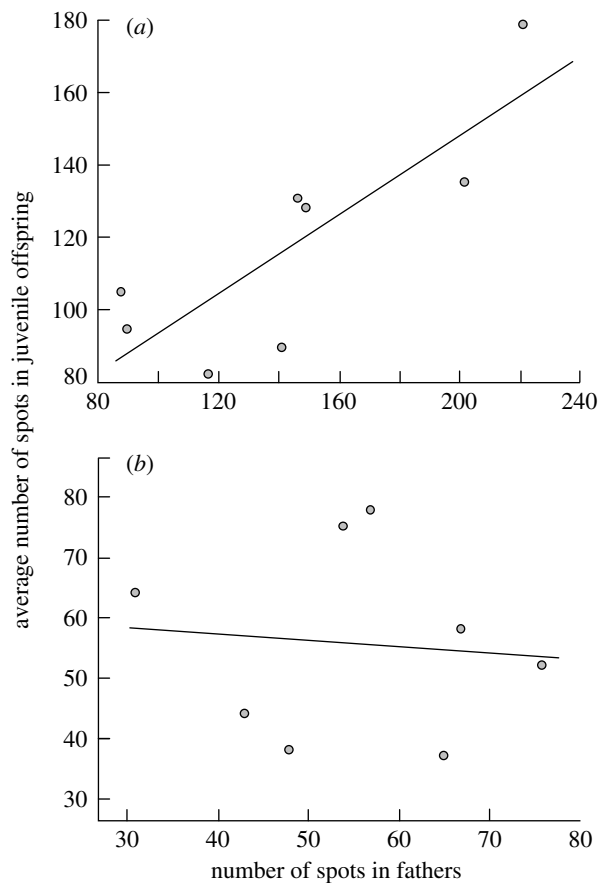 average number of spots in juvenile offspring
(a)
180
160
140
120
100
80
80 120 160 200 240
(b)
80
70
60
50
40
30
30 40 50 60 70 80
number of spots in fathers